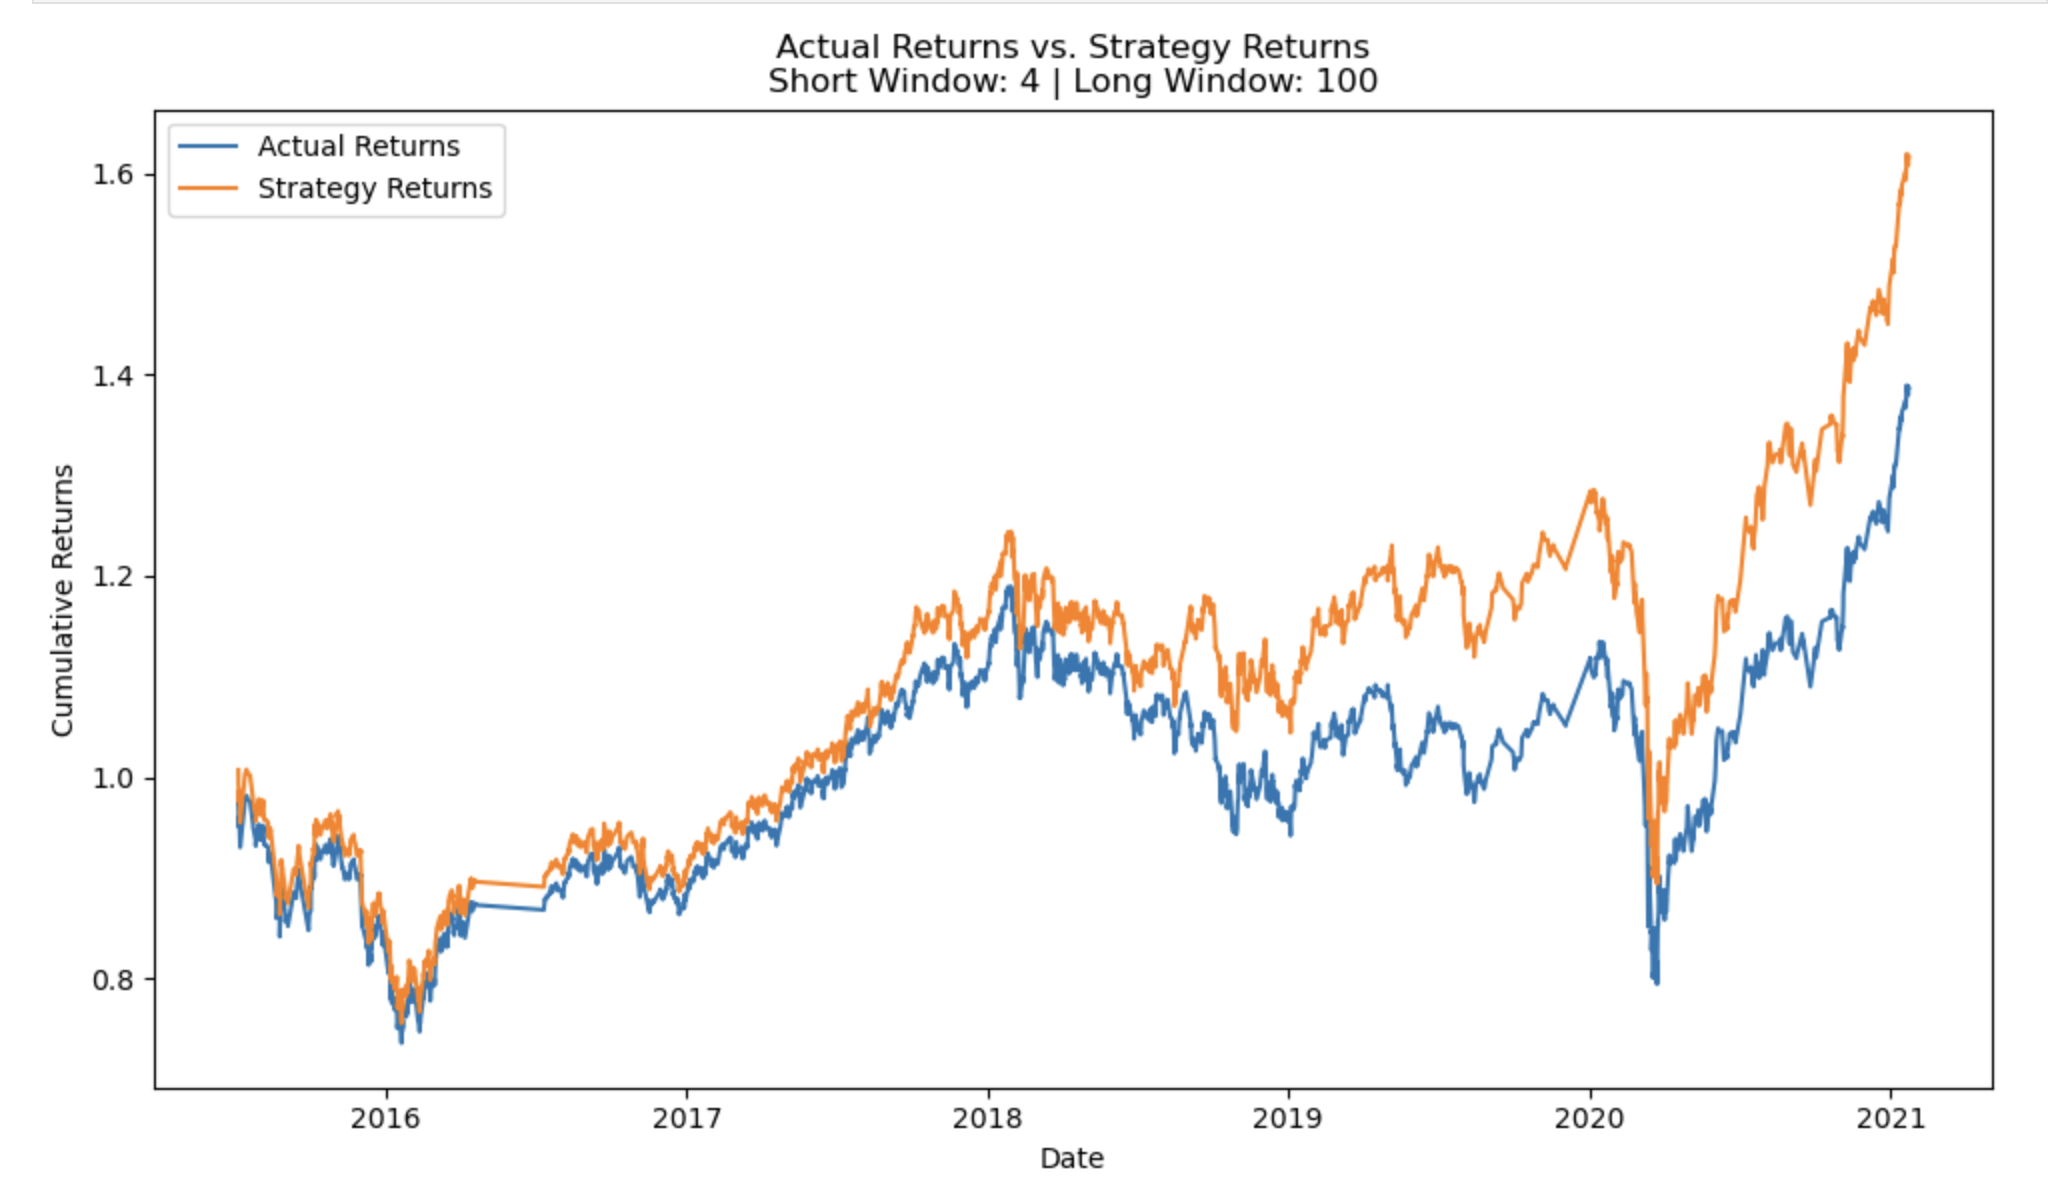 Actual Returns vs. Strategy Returns
Short Window: 4 | Long Window: 100
Actual Returns
Strategy Returns
1.6
1.4
1.2
1.0
0.8
Cumulative Returns
2016 2017 2018 2019 2020 2021
Date